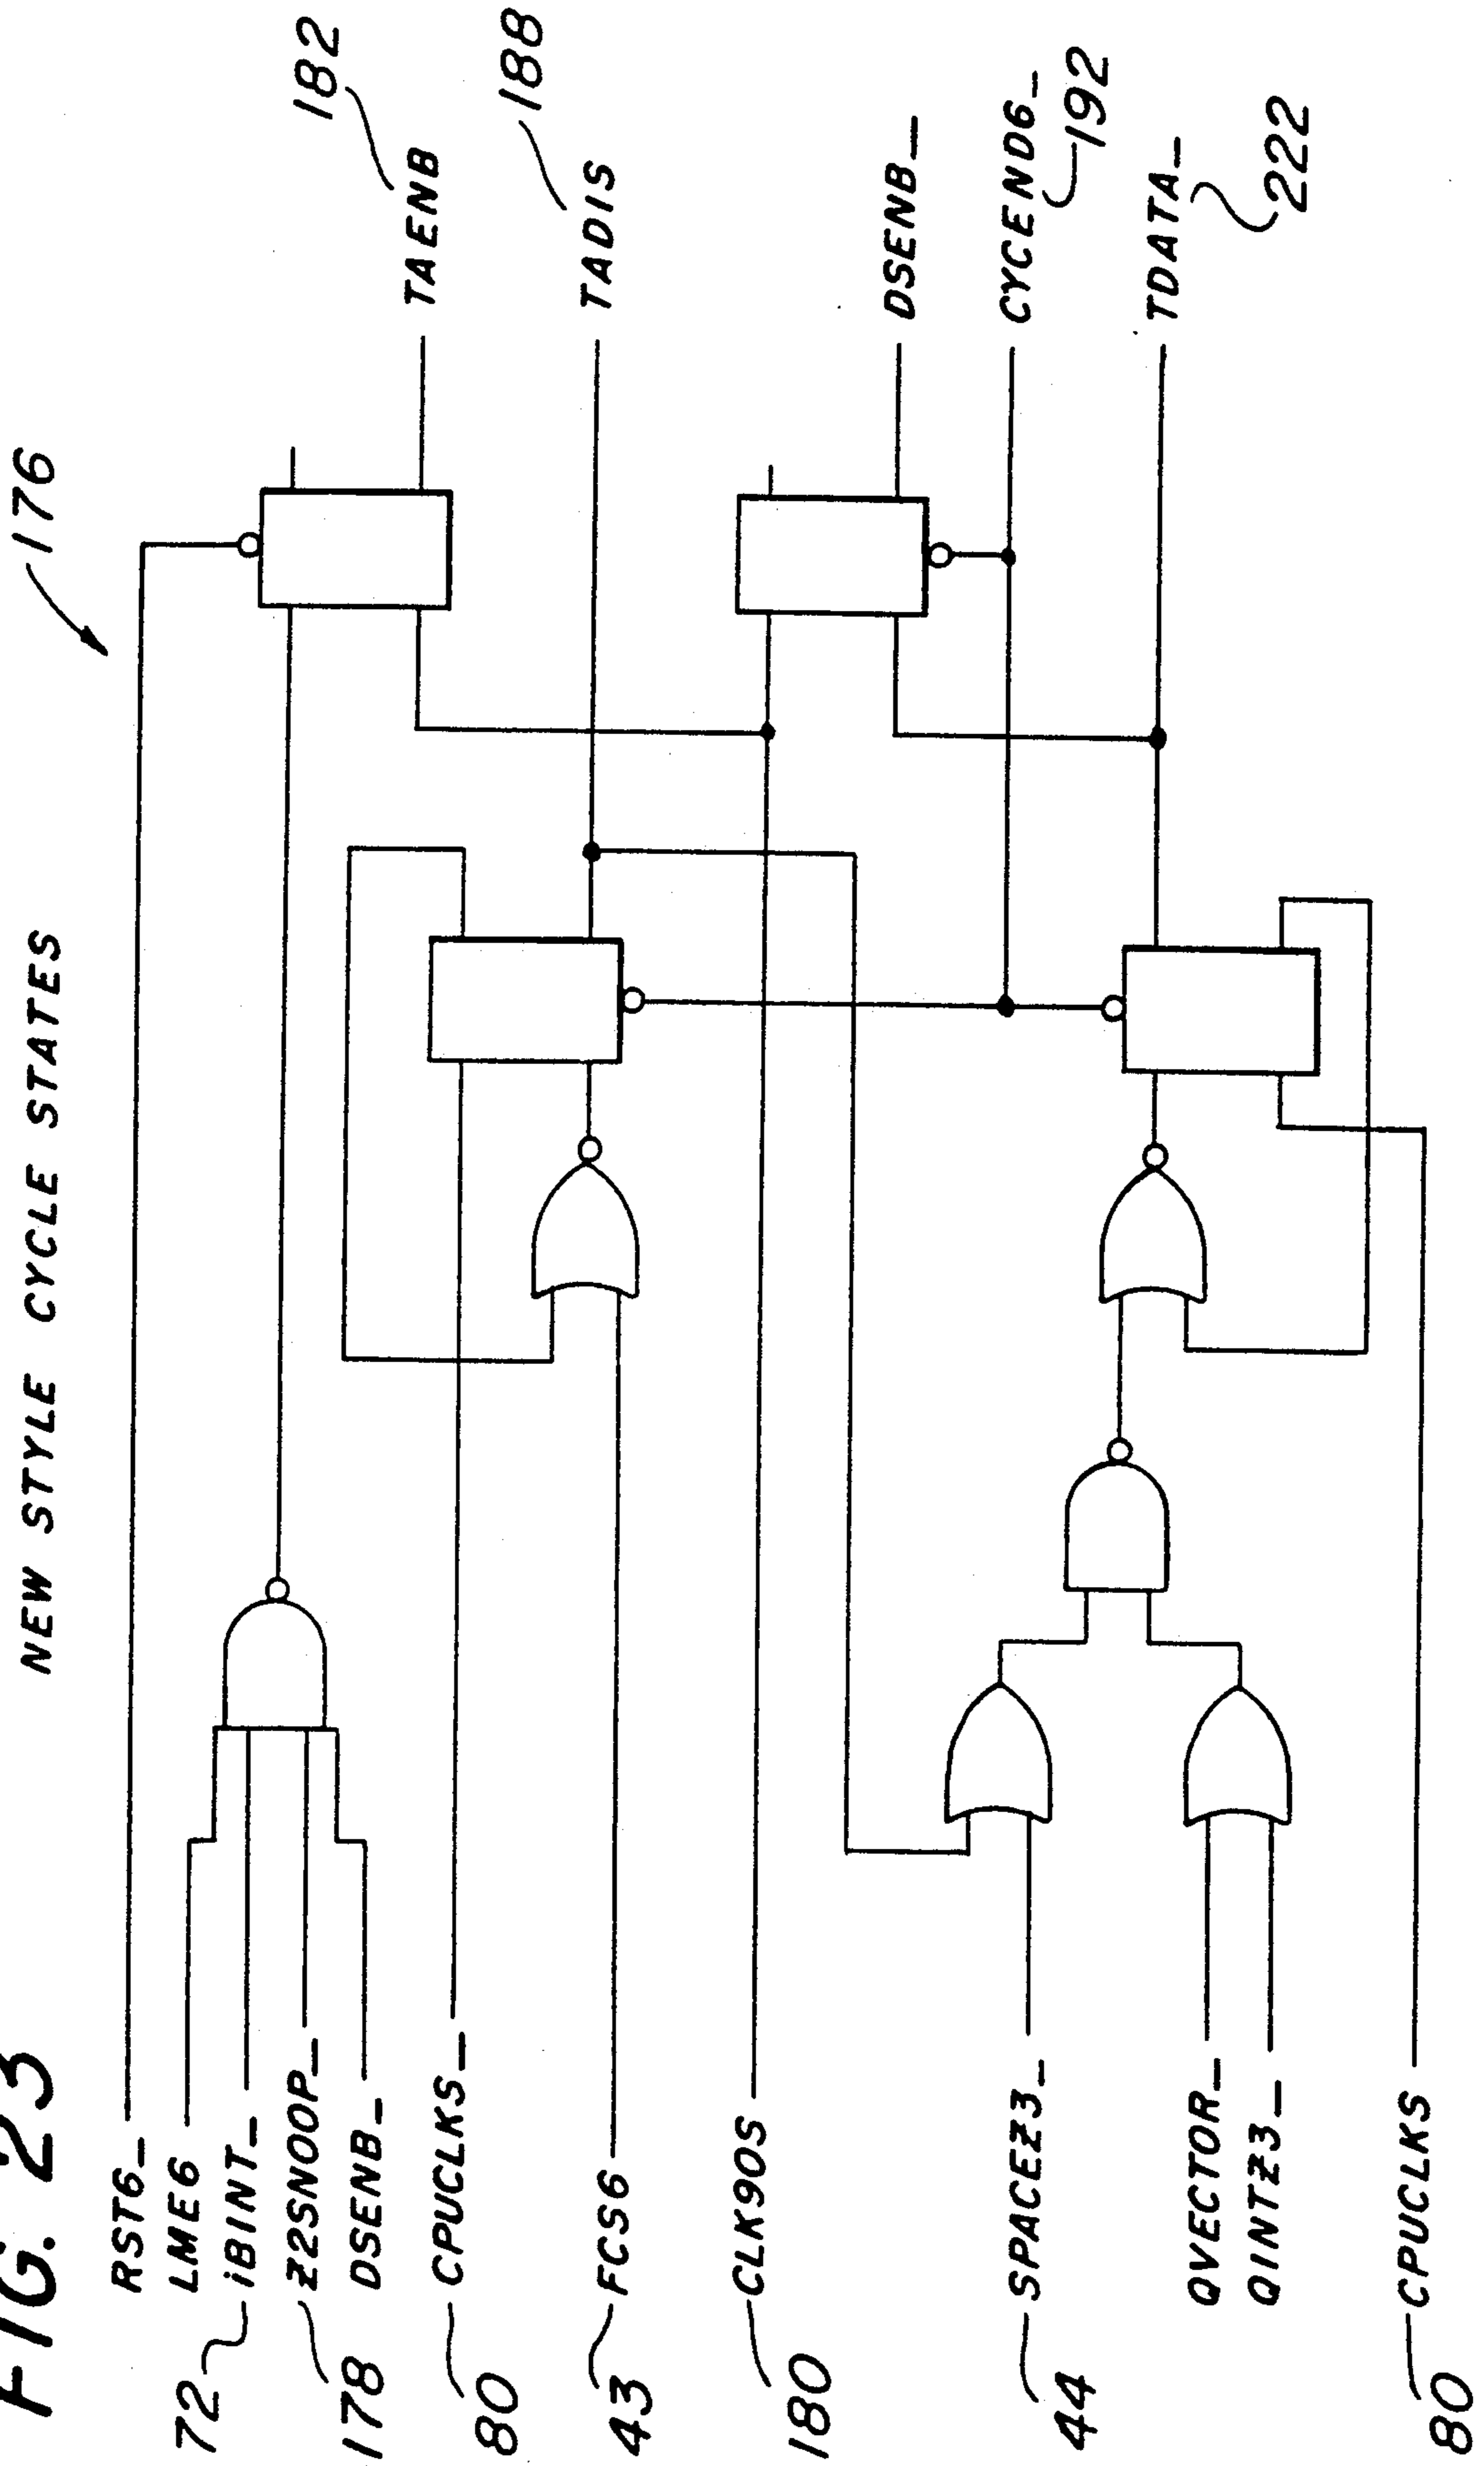 FIG. 23
NEW STYLE CYCLE STATES
176
RST6_
LME6
72 iBINT_
178 Z2SNOOP_
DSENB_
80 CPUCLKS_
43 FCS6
180 CLK90S
44 SPACEZ3_
QVECTOR_
QINTZ3_
80 CPUCLKS
TAENB 182
TADIS 188
DSENB_
CYCEND6_ 192
TDATA_ 222